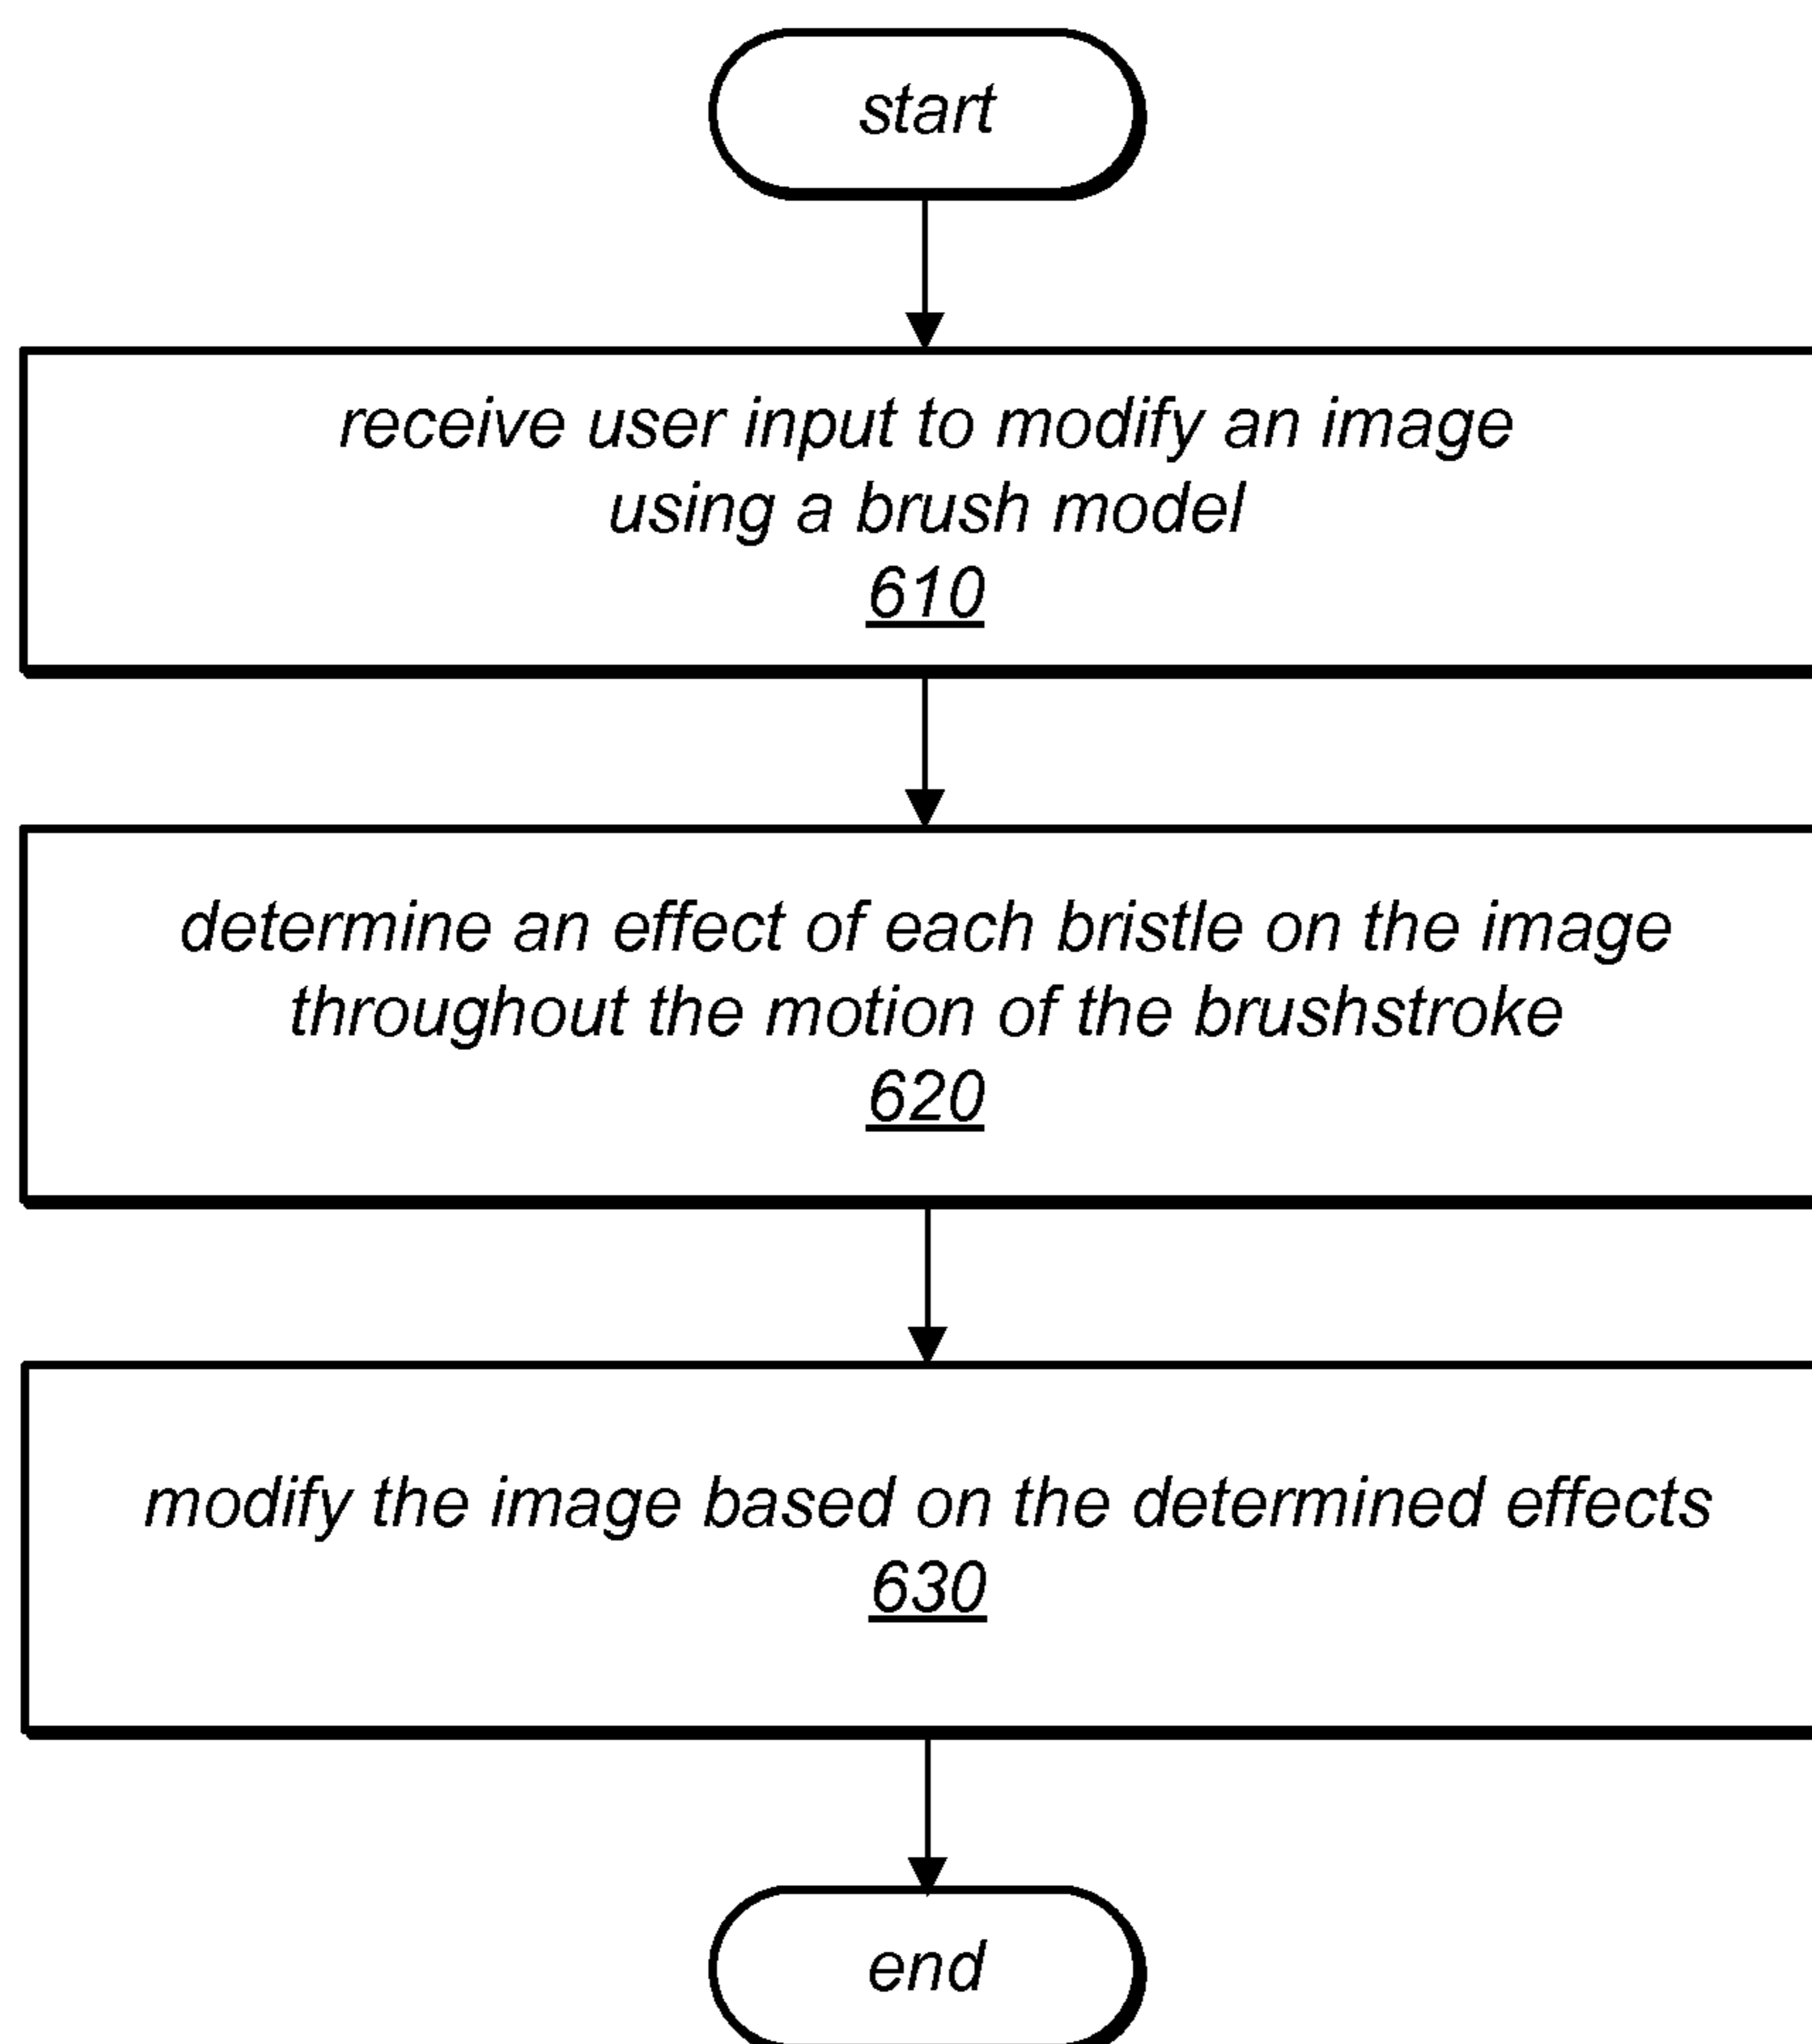 start
receive user input to modify an image
using a brush model
610
determine an effect of each bristle on the image
throughout the motion of the brushstroke
620
modify the image based on the determined effects
630
end